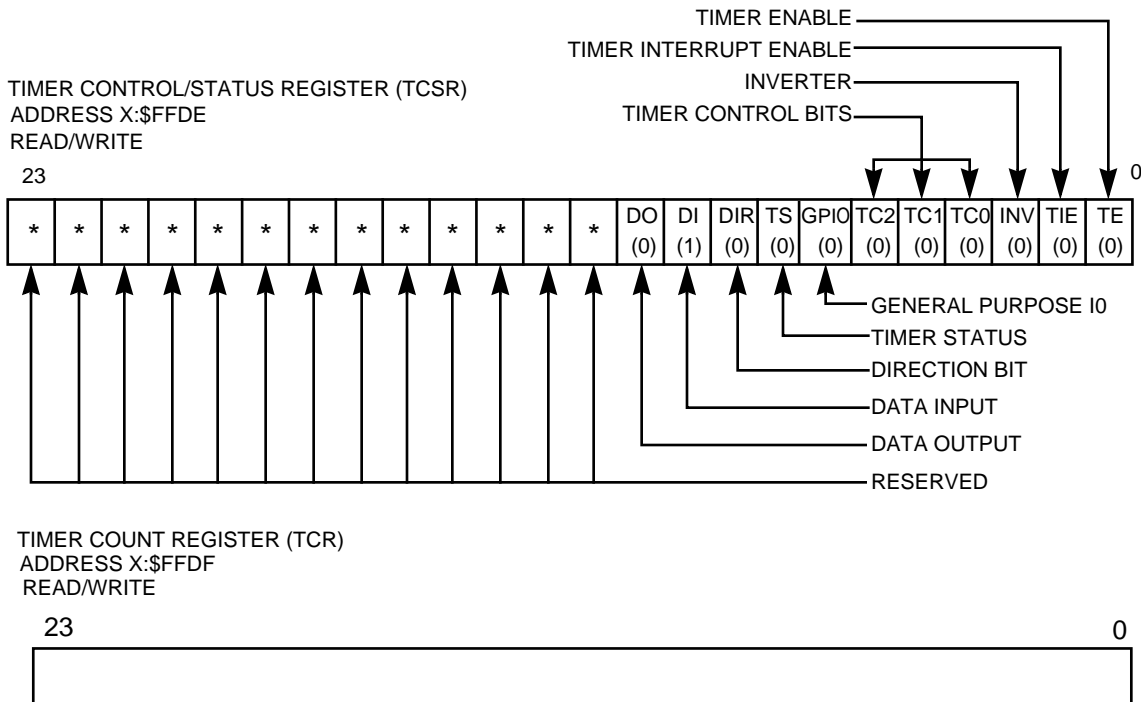 TIMER ENABLE
TIMER INTERRUPT ENABLE
INVERTER
TIMER CONTROL BITS
TIMER CONTROL/STATUS REGISTER (TCSR)
ADDRESS X:$FFDE
READ/WRITE
23 0
* * * * * * * * * * * * * DO DI DIR TS GPIO TC2 TC1 TC0 INV TIE TE
(0) (1) (0) (0) (0) (0) (0) (0) (0) (0) (0)
GENERAL PURPOSE I0
TIMER STATUS
DIRECTION BIT
DATA INPUT
DATA OUTPUT
RESERVED
TIMER COUNT REGISTER (TCR)
ADDRESS X:$FFDF
READ/WRITE
23 0